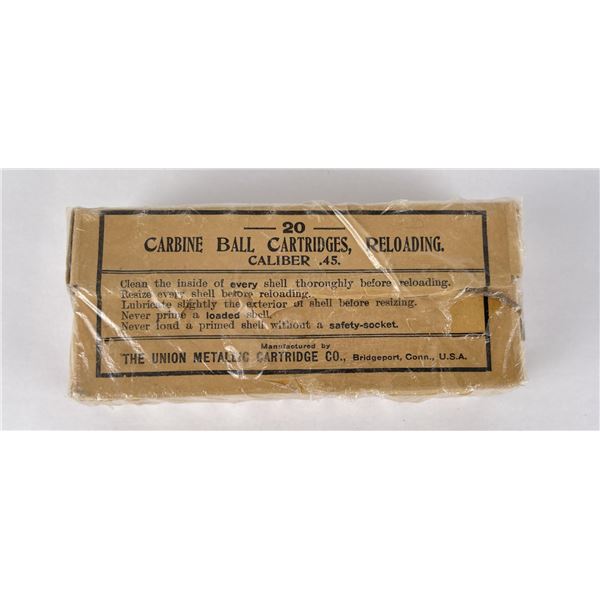 20
CARBINE BALL CARTRIDGES, RELOADING.
CALIBER .45.
Clean the inside of every shell thoroughly before reloading.
Resize every shell before reloading.
Lubricate slightly the exterior of shell before resizing.
Never prime a loaded shell.
Never load a primed shell without a safety-socket.
Manufactured by
THE UNION METALLIC CARTRIDGE CO., Bridgeport, Conn., U.S.A.